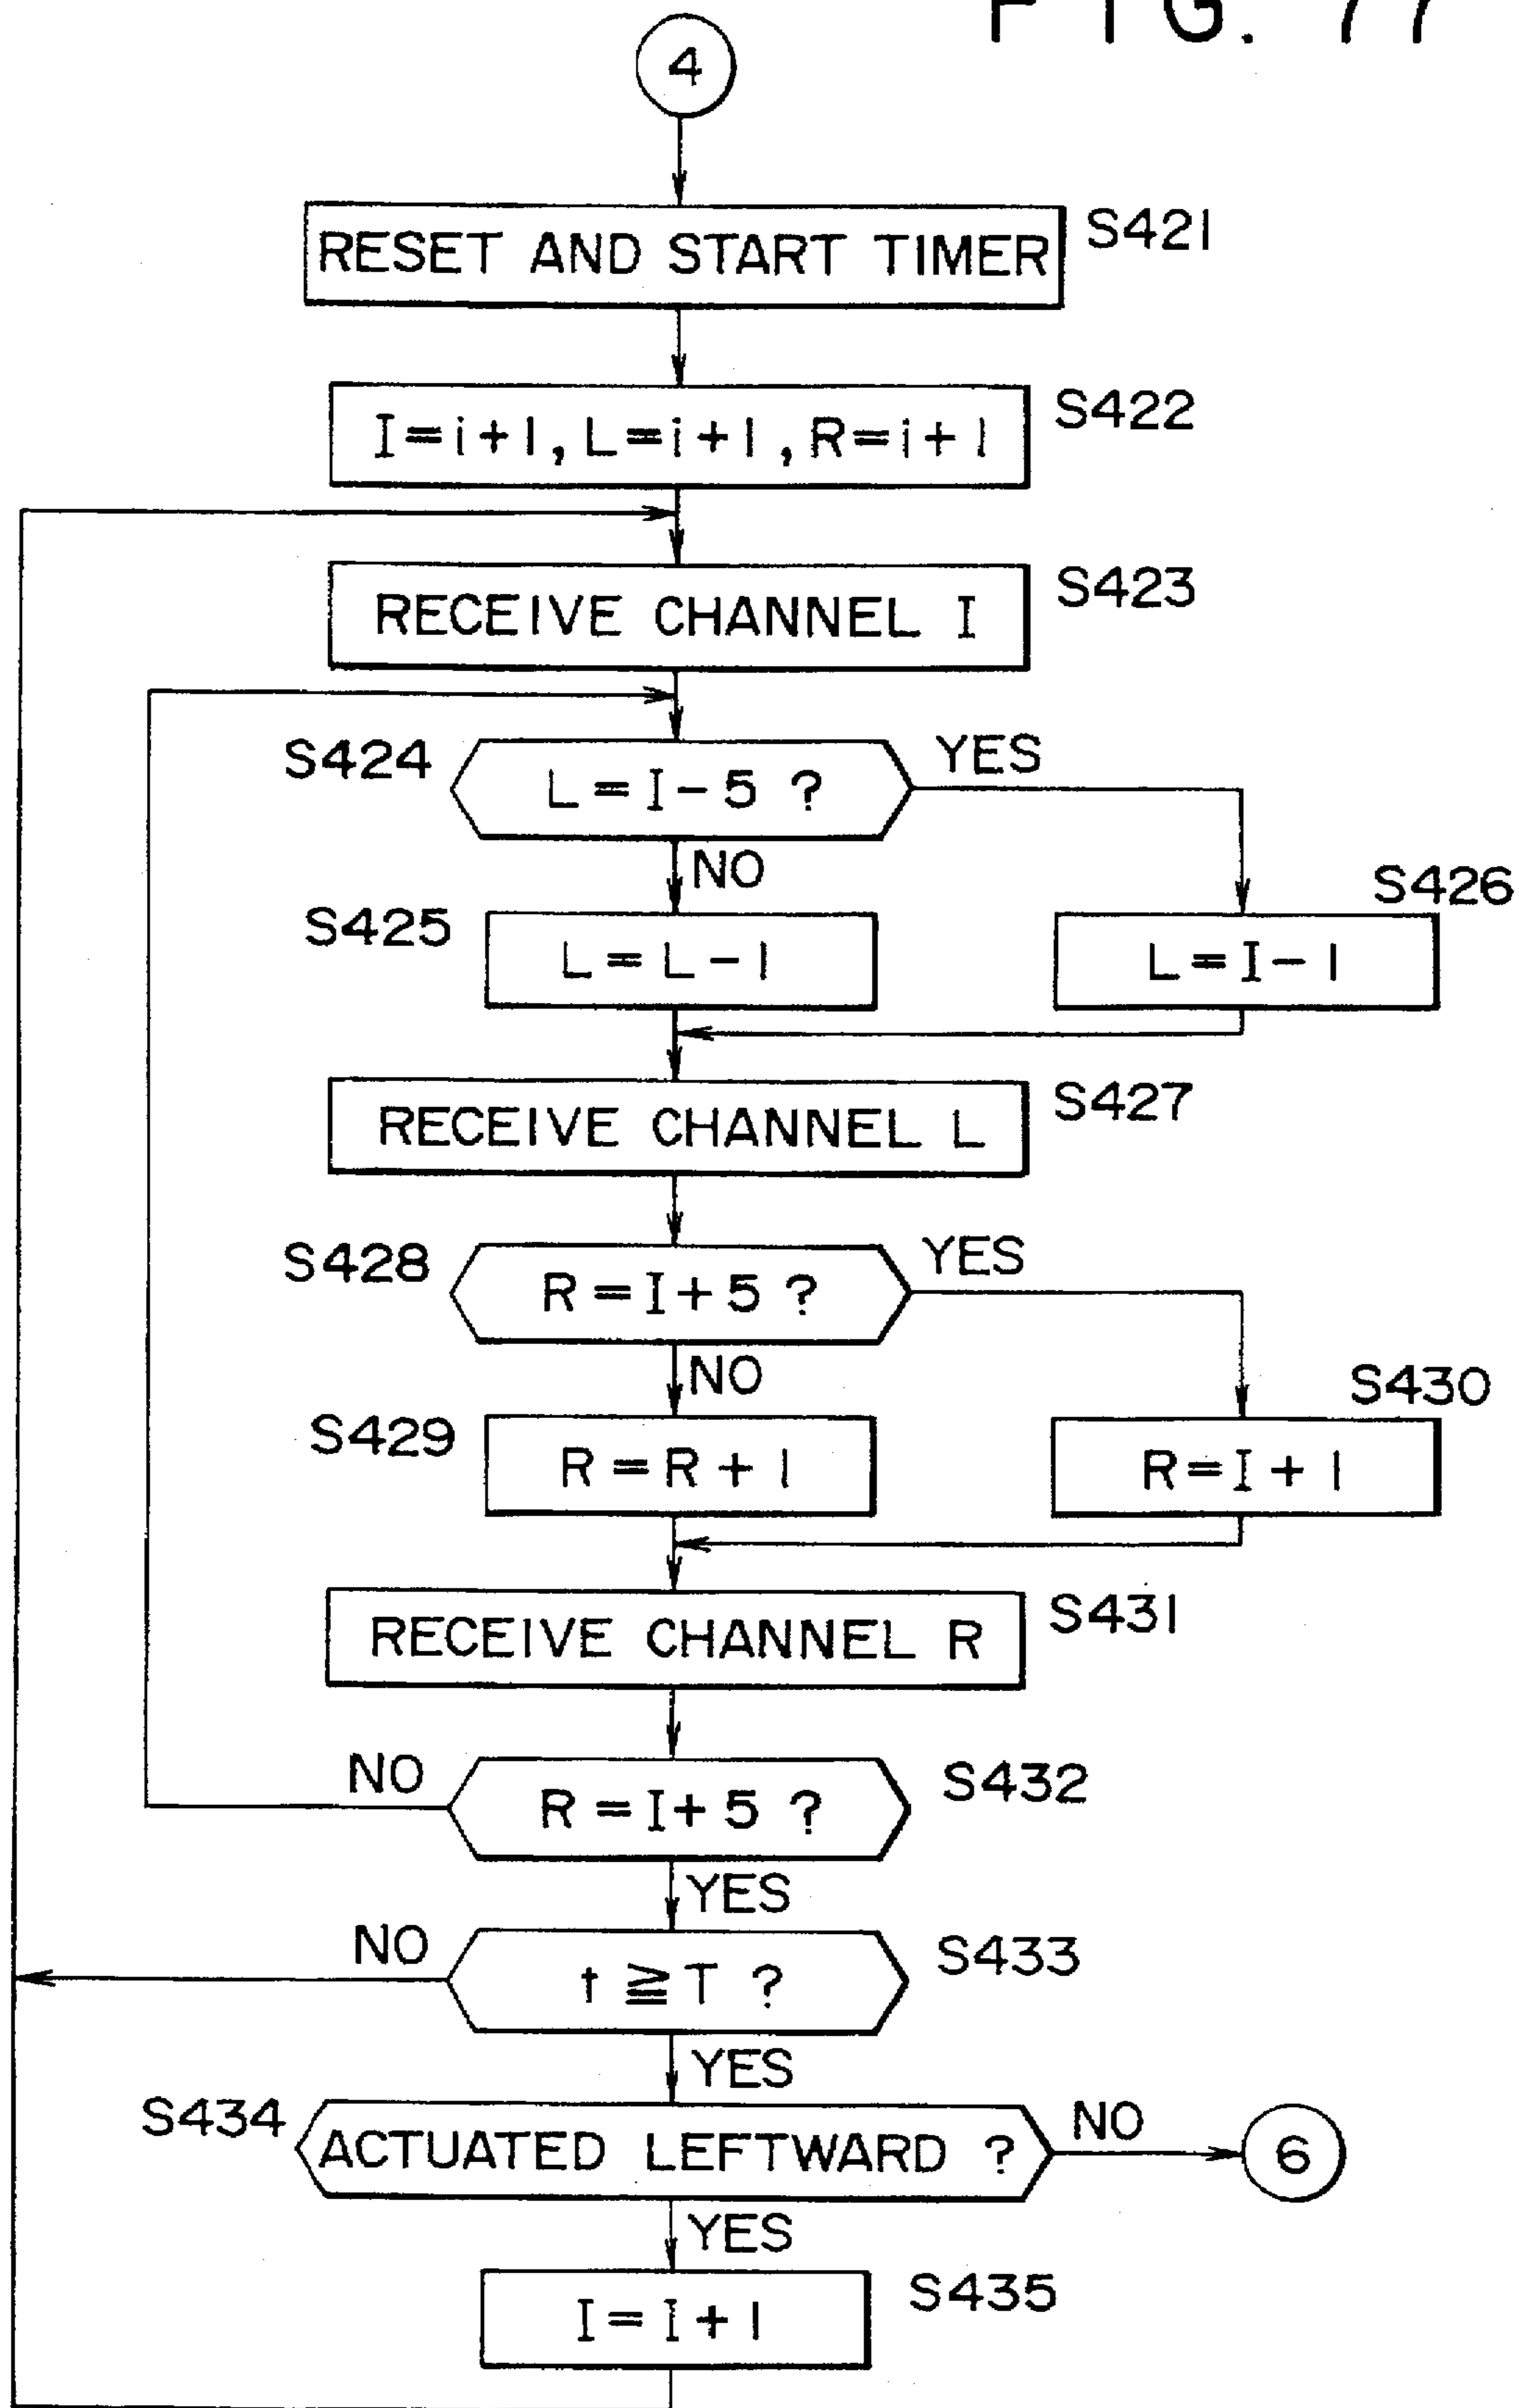 FIG. 77
4
RESET AND START TIMER
S421
I=i+1, L=i+1, R=i+1
S422
RECEIVE CHANNEL I
S423
S424
L=I-5 ?
YES
NO
S425
L=L-1
S426
L=I-1
RECEIVE CHANNEL L
S427
S428
R=I+5 ?
YES
NO
S429
R=R+1
S430
R=I+1
RECEIVE CHANNEL R
S431
NO
R=I+5 ?
S432
YES
NO
t≧T ?
S433
YES
S434
ACTUATED LEFTWARD ?
NO
6
YES
I=I+1
S435